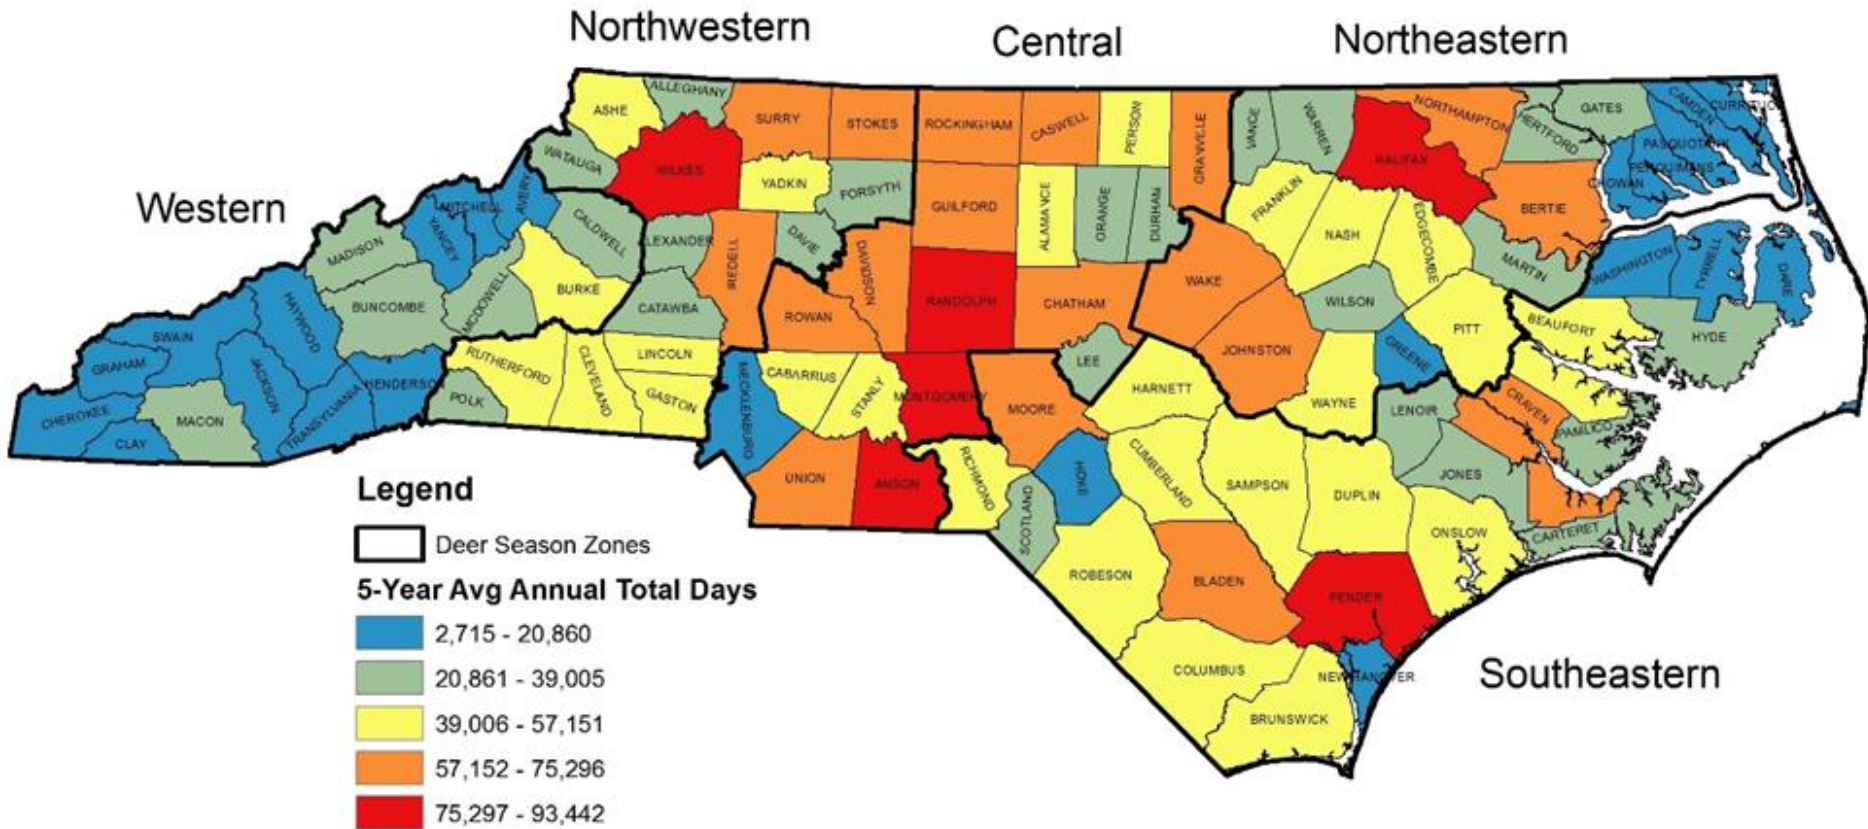 Northwestern
Central
Northeastern
Western
Southeastern
ASHE
ALLEGHANY
SURRY
STOKES
ROCKINGHAM
CASWELL
PERSON
GRANVILLE
VANCE
WARREN
HALIFAX
NORTHAMPTON
HERTFORD
GATES
CAMDEN
CURRITUCK
PASQUOTANK
PERQUIMANS
CHOWAN
WATAUGA
WILKES
YADKIN
FORSYTH
GUILFORD
ALAMANCE
ORANGE
DURHAM
FRANKLIN
NASH
EDGECOMBE
BERTIE
MARTIN
WASHINGTON
TYRRELL
DARE
AVERY
MITCHELL
YANCEY
MADISON
CALDWELL
ALEXANDER
IREDELL
DAVIE
DAVIDSON
RANDOLPH
CHATHAM
WAKE
WILSON
PITT
BEAUFORT
HYDE
HAYWOOD
BUNCOMBE
MCDOWELL
BURKE
CATAWBA
ROWAN
JOHNSTON
GREENE
SWAIN
GRAHAM
JACKSON
HENDERSON
TRANSYLVANIA
CHEROKEE
CLAY
MACON
RUTHERFORD
POLK
CLEVELAND
LINCOLN
GASTON
MECKLENBURG
CABARRUS
STANLY
MONTGOMERY
MOORE
LEE
HARNETT
WAYNE
LENOIR
CRAVEN
PAMLICO
JONES
UNION
ANSON
RICHMOND
SCOTLAND
HOKE
CUMBERLAND
SAMPSON
DUPLIN
ONSLOW
CARTERET
ROBESON
BLADEN
PENDER
COLUMBUS
NEW HANOVER
BRUNSWICK
Legend
Deer Season Zones
5-Year Avg Annual Total Days
2,715 - 20,860
20,861 - 39,005
39,006 - 57,151
57,152 - 75,296
75,297 - 93,442